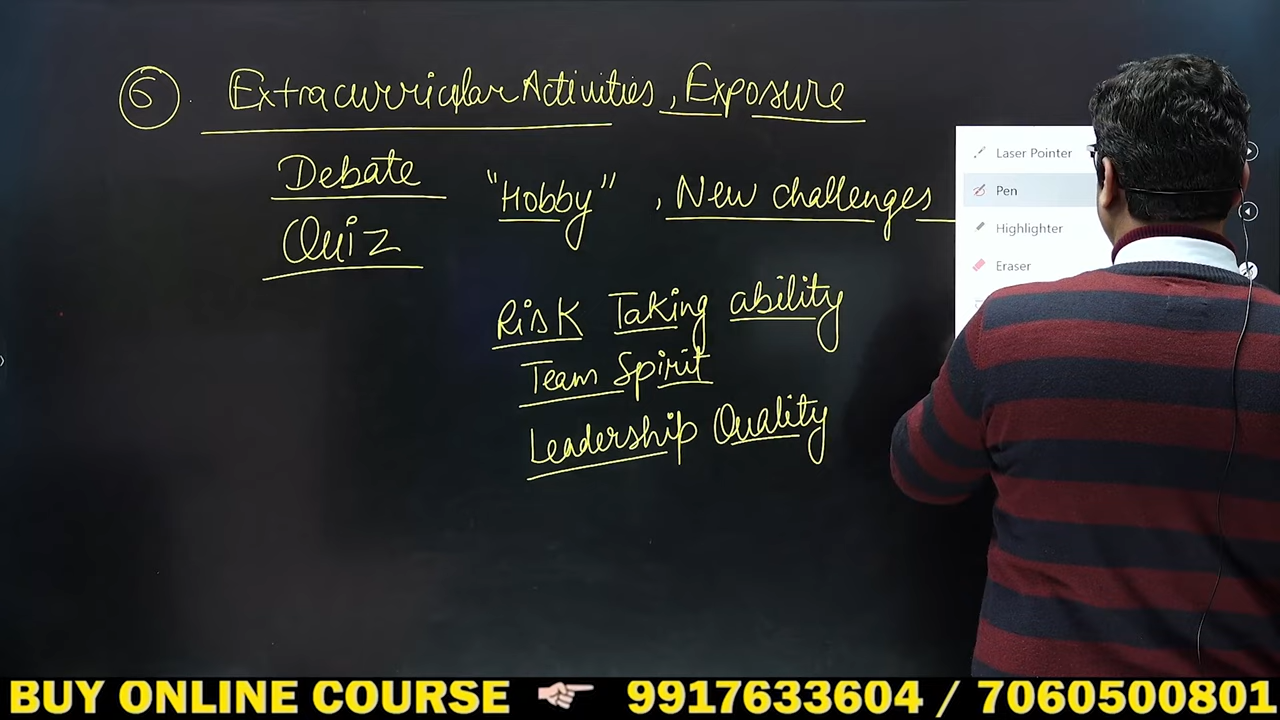 6 Extracurricular Activities, Exposure
Debate "Hobby", New challenges
Quiz
Risk Taking ability
Team Spirit
Leadership Quality
Laser Pointer
Pen
Highlighter
Eraser
BUY ONLINE COURSE 9917633604 / 7060500801